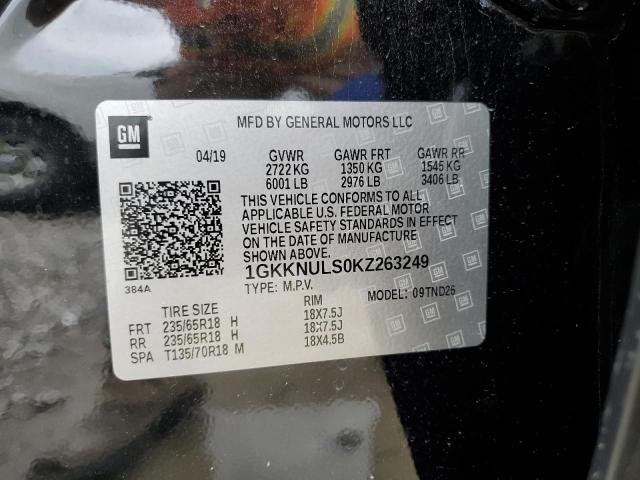 GM
MFD BY GENERAL MOTORS LLC
04/19 GVWR GAWR FRT GAWR RR
2722 KG 1350 KG 1545 KG
6001 LB 2976 LB 3406 LB
THIS VEHICLE CONFORMS TO ALL
APPLICABLE U.S. FEDERAL MOTOR
VEHICLE SAFETY STANDARDS IN EFFECT
ON THE DATE OF MANUFACTURE
SHOWN ABOVE.
1GKKNULS0KZ263249
384A
TYPE: M.P.V. MODEL: 09TND26
TIRE SIZE RIM
FRT 235/65R18 H 18X7.5J
RR 235/65R18 H 18X7.5J
SPA T135/70R18 M 18X4.5B